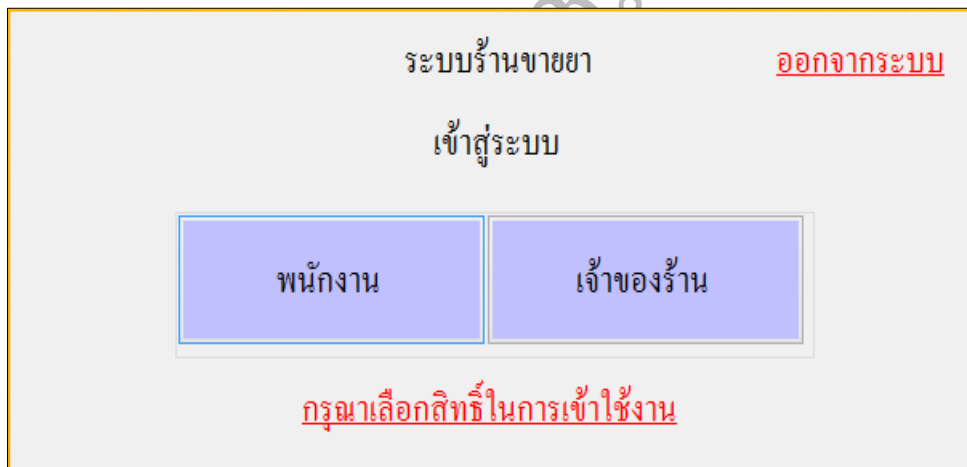 ระบบร้านขายยา ออกจากระบบ
เข้าสู่ระบบ
พนักงาน เจ้าของร้าน
กรุณาเลือกสิทธิ์ในการเข้าใช้งาน